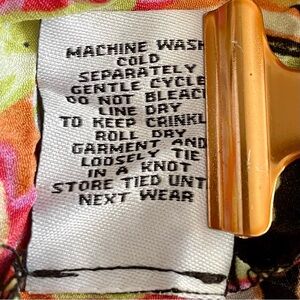 MACHINE WASH
COLD
SEPARATELY
GENTLE CYCLE
DO NOT BLEACH
LINE DRY
TO KEEP CRINKL
ROLL DRY
GARMENT AND
LOOSELY TIE
IN A KNOT
STORE TIED UNT
NEXT WEAR